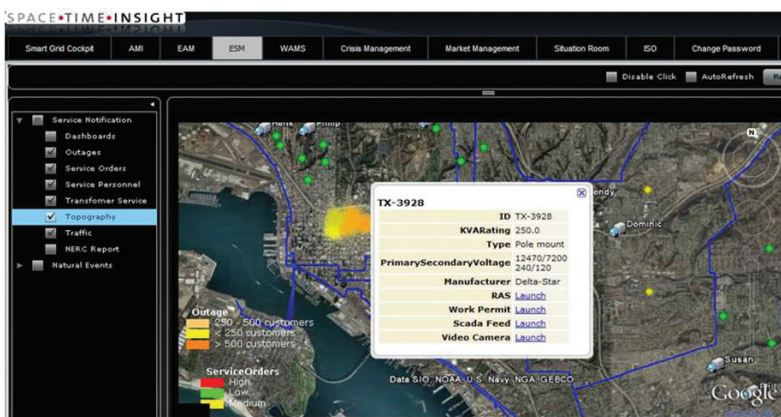 SPACE•TIME•INSIGHT
Smart Grid Cockpit AMI EAM ESM WAMS Crisis Management Market Management Situation Room ISO Change Password
Disable Click AutoRefresh
Service Notification
Dashboards
Outages
Service Orders
Service Personnel
Transfomer Service
Topography
Traffic
NERC Report
Natural Events
Philip
N
Dominic
Susan
TX-3928
ID TX-3928
KVARating 250.0
Type Pole mount
PrimarySecondaryVoltage 12470/7200
240/120
Manufacturer Delta-Star
RAS Launch
Work Permit Launch
Scada Feed Launch
Video Camera Launch
Outage
250 - 500 customers
< 250 customers
> 500 customers
ServiceOrders
High
Low
Medium
Data SIO, NOAA, U.S. Navy, NGA, GEBCO
Google